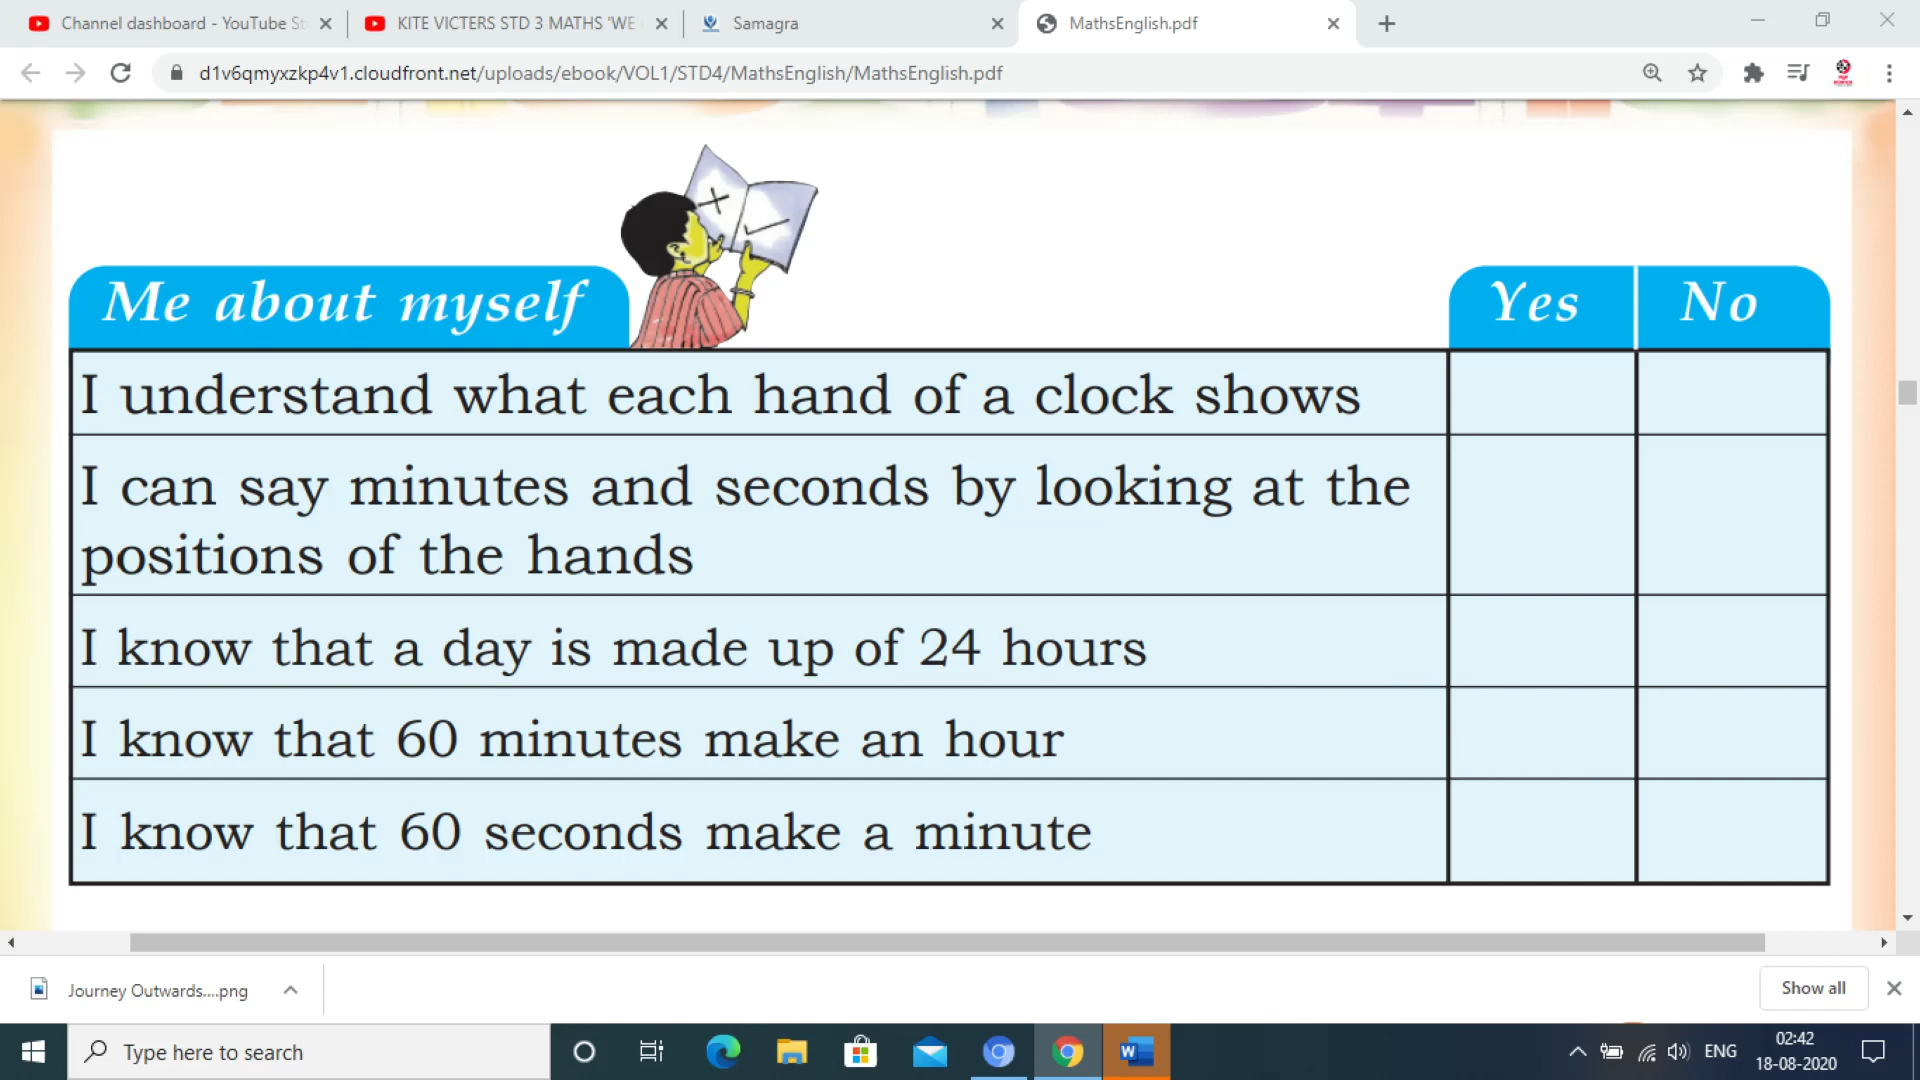 Channel dashboard - YouTube St
KITE VICTERS STD 3 MATHS 'WE
Samagra
MathsEnglish.pdf
d1v6qmyxzkp4v1.cloudfront.net/uploads/ebook/VOL1/STD4/MathsEnglish/MathsEnglish.pdf
Me about myself
Yes
No
I understand what each hand of a clock shows
I can say minutes and seconds by looking at the
positions of the hands
I know that a day is made up of 24 hours
I know that 60 minutes make an hour
I know that 60 seconds make a minute
Journey Outwards....png
Show all
Type here to search
ENG
02:42
18-08-2020